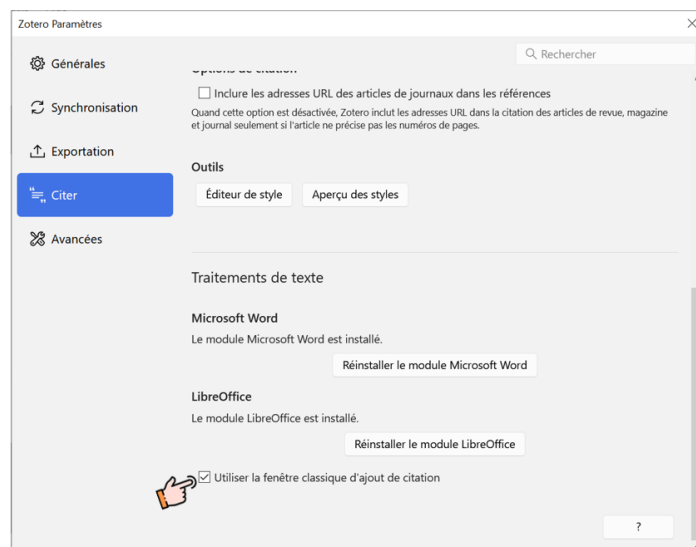 Zotero Paramètres
Rechercher
Générales
Synchronisation
Exportation
Citer
Avancées
Options de citation
Inclure les adresses URL des articles de journaux dans les références
Quand cette option est désactivée, Zotero inclut les adresses URL dans la citation des articles de revue, magazine
et journal seulement si l'article ne précise pas les numéros de pages.
Outils
Éditeur de style
Aperçu des styles
Traitements de texte
Microsoft Word
Le module Microsoft Word est installé.
Réinstaller le module Microsoft Word
LibreOffice
Le module LibreOffice est installé.
Réinstaller le module LibreOffice
Utiliser la fenêtre classique d'ajout de citation
?